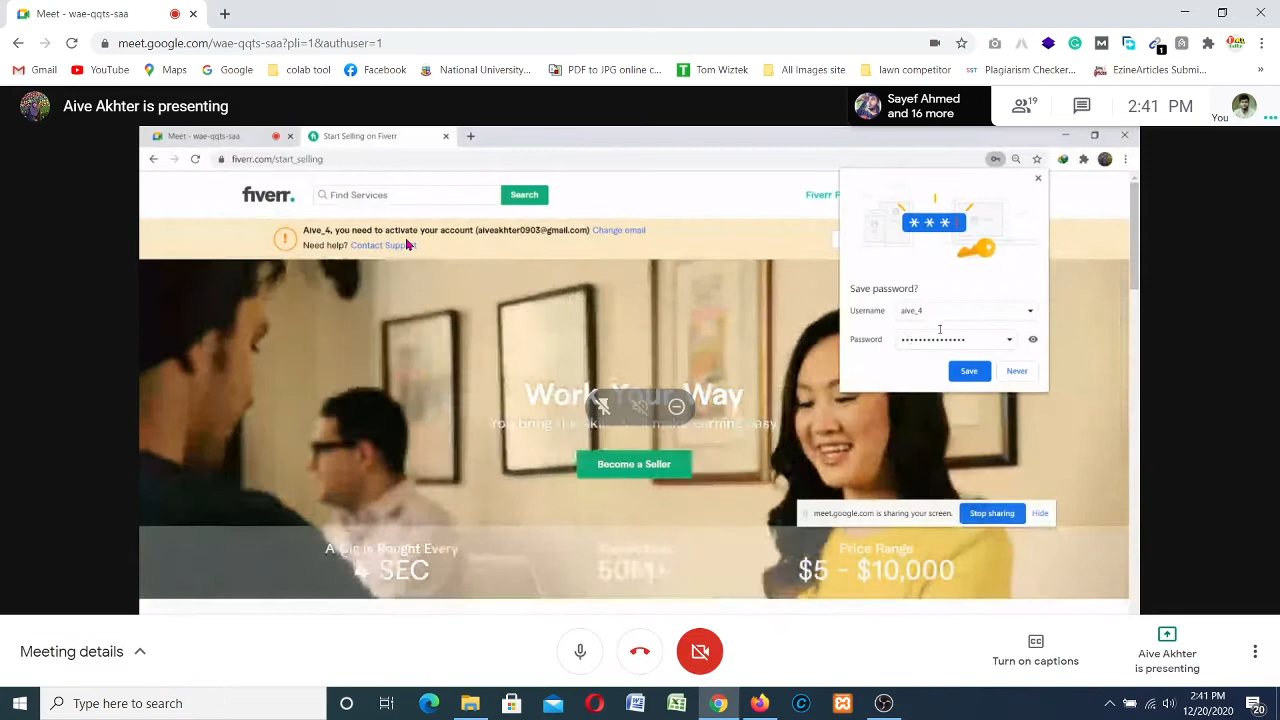 Meet - wae-qqts-saa
meet.google.com/wae-qqts-saa?pli=1&authuser=1
1
Gmail
YouTube
Maps
Google
colab tool
Facebook
National University...
PDF to JPG online c...
Tom Wiztek
All Images site
lawn competitor
SST
Plagiarism Checker...
EzineArticles Submi...
»
Aive Akhter is presenting
Sayef Ahmed
and 16 more
19
2:41 PM
You
Meet - wae-qqts-saa
Start Selling on Fiverr
fiverr.com/start_selling
fiverr.
Find Services
Search
Aive_4, you need to activate your account (aiveakhter0903@gmail.com) Change email
Need help? Contact Support
Save password?
Username
aive_4
Password
•••••••••••••••
Save
Never
Work Your Way
Become a Seller
meet.google.com is sharing your screen.
Stop sharing
Hide
A Gig is Bought Every
4 SEC
50M+
Price Range
$5 - $10,000
Meeting details
Turn on captions
Aive Akhter
is presenting
Type here to search
2:41 PM
12/20/2020
20